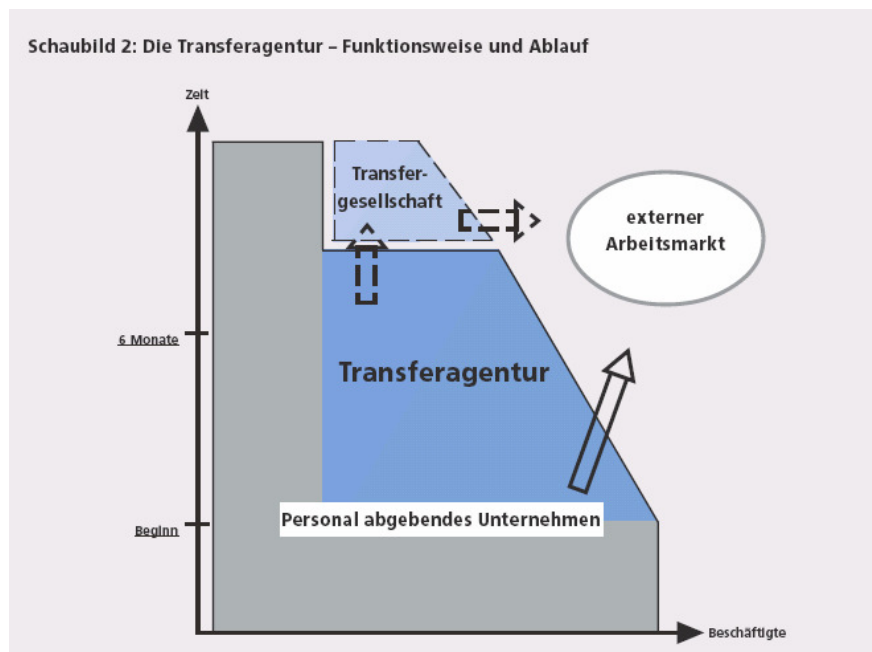 Schaubild 2: Die Transferagentur – Funktionsweise und Ablauf
Zeit
Transfer-
gesellschaft
externer
Arbeitsmarkt
6 Monate
Transferagentur
Personal abgebendes Unternehmen
Beginn
Beschäftigte